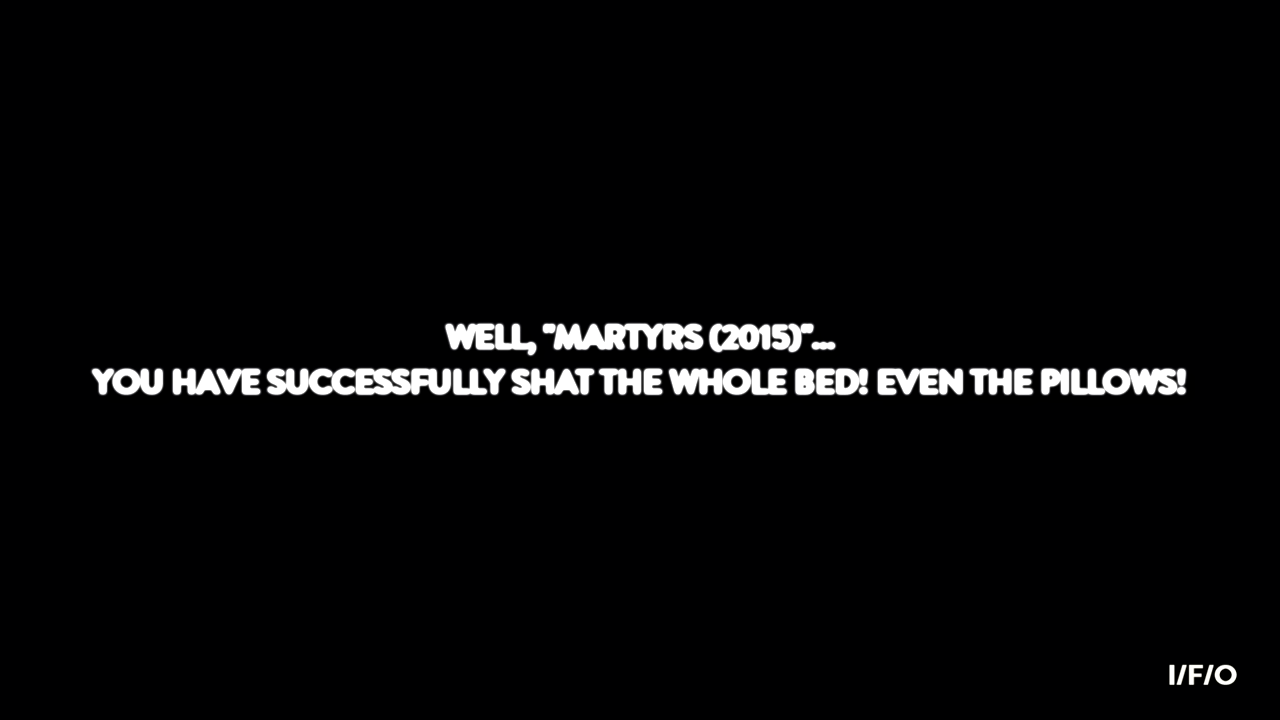 WELL, "MARTYRS (2015)"...
YOU HAVE SUCCESSFULLY SHAT THE WHOLE BED! EVEN THE PILLOWS!
I/F/O